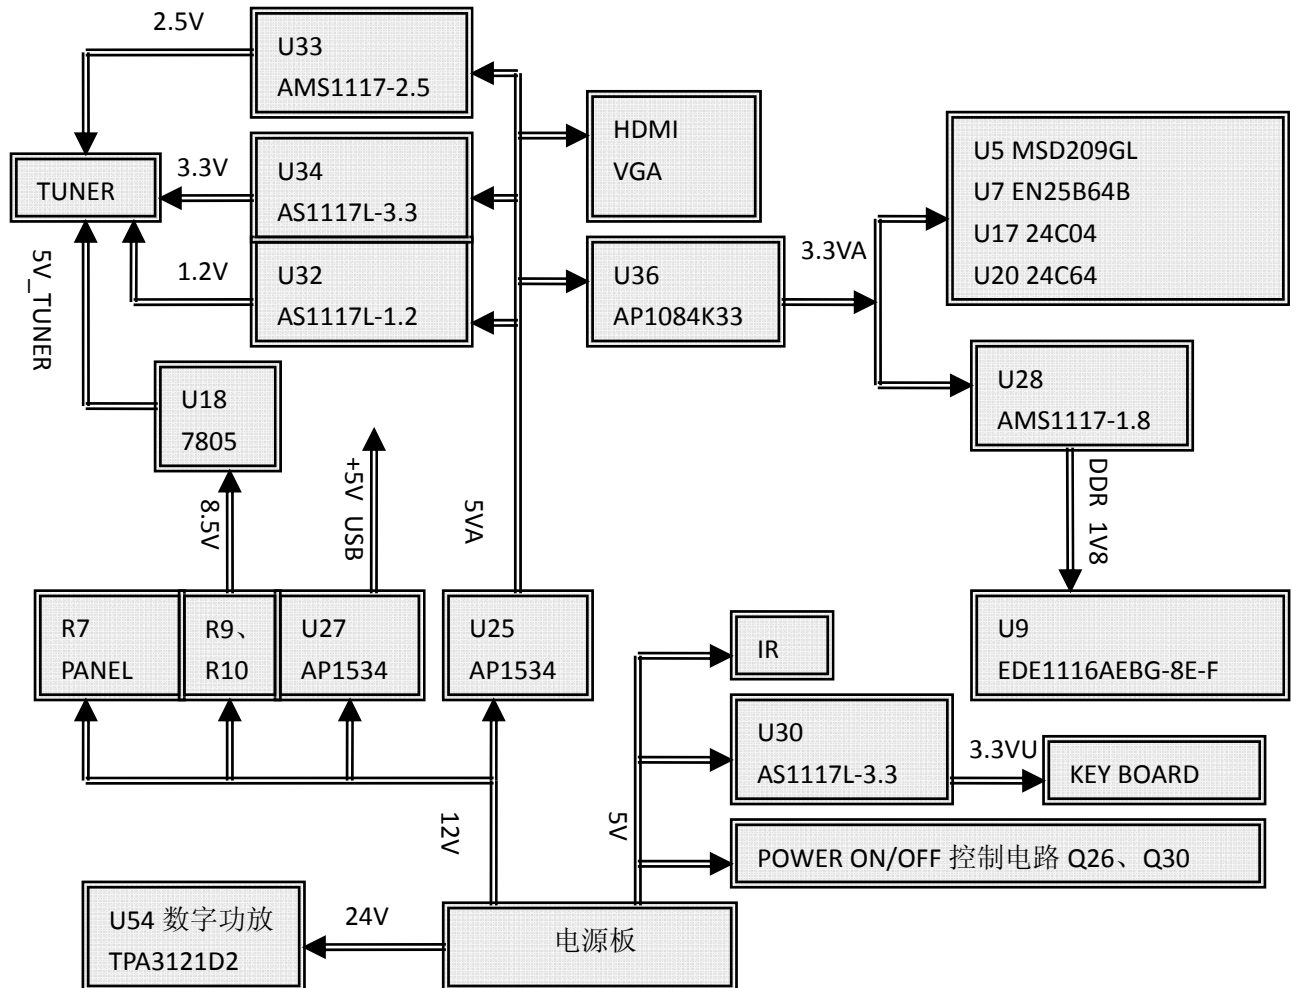 2.5V
U33
AMS1117-2.5
HDMI
VGA
U5 MSD209GL
U7 EN25B64B
U17 24C04
U20 24C64
TUNER
3.3V
U34
AS1117L-3.3
1.2V
U32
AS1117L-1.2
U36
AP1084K33
3.3VA
5V_TUNER
U18
7805
U28
AMS1117-1.8
8.5V
+5V USB
5VA
DDR 1V8
R7
PANEL
R9、
R10
U27
AP1534
U25
AP1534
IR
U9
EDE1116AEBG-8E-F
U30
AS1117L-3.3
3.3VU
KEY BOARD
12V
5V
POWER ON/OFF 控制电路 Q26、Q30
U54 数字功放
TPA3121D2
24V
电源板